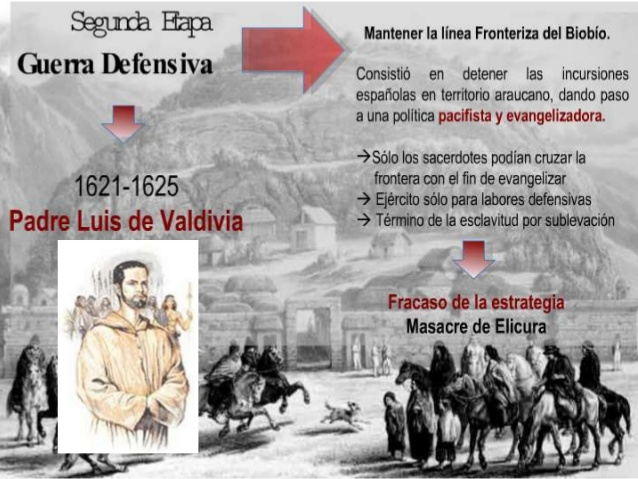 Segunda Etapa
Guerra Defensiva
1621-1625
Padre Luis de Valdivia
Mantener la línea Fronteriza del Biobío.
Consistió en detener las incursiones
españolas en territorio araucano, dando paso
a una política pacifista y evangelizadora.
→Sólo los sacerdotes podían cruzar la
frontera con el fin de evangelizar
→ Ejército sólo para labores defensivas
→ Término de la esclavitud por sublevación
Fracaso de la estrategia
Masacre de Elicura